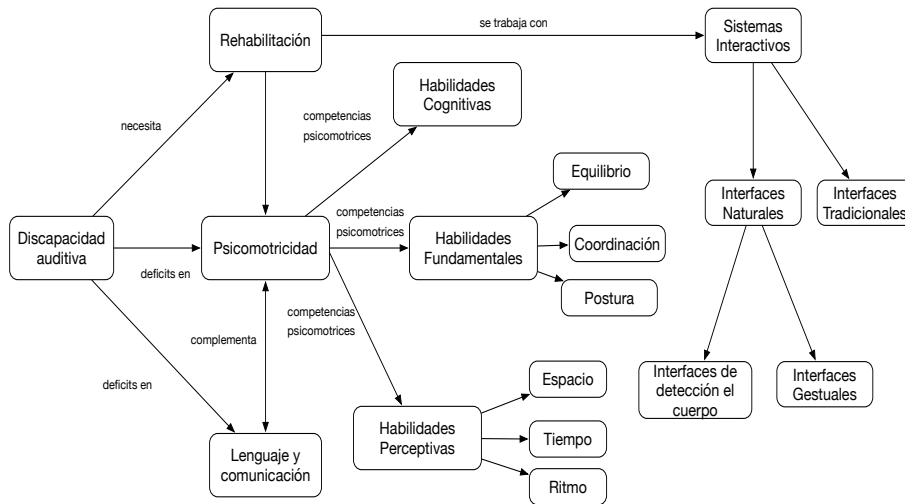 Rehabilitación
se trabaja con
Sistemas
Interactivos
Habilidades
Cognitivas
competencias
psicomotrices
necesita
Equilibrio
Interfaces
Naturales
Interfaces
Tradicionales
Discapacidad
auditiva
deficits en
Psicomotricidad
competencias
psicomotrices
Habilidades
Fundamentales
Coordinación
Postura
competencias
psicomotrices
complementa
deficits en
Espacio
Interfaces de
detección el
cuerpo
Interfaces
Gestuales
Habilidades
Perceptivas
Tiempo
Ritmo
Lenguaje y
comunicación